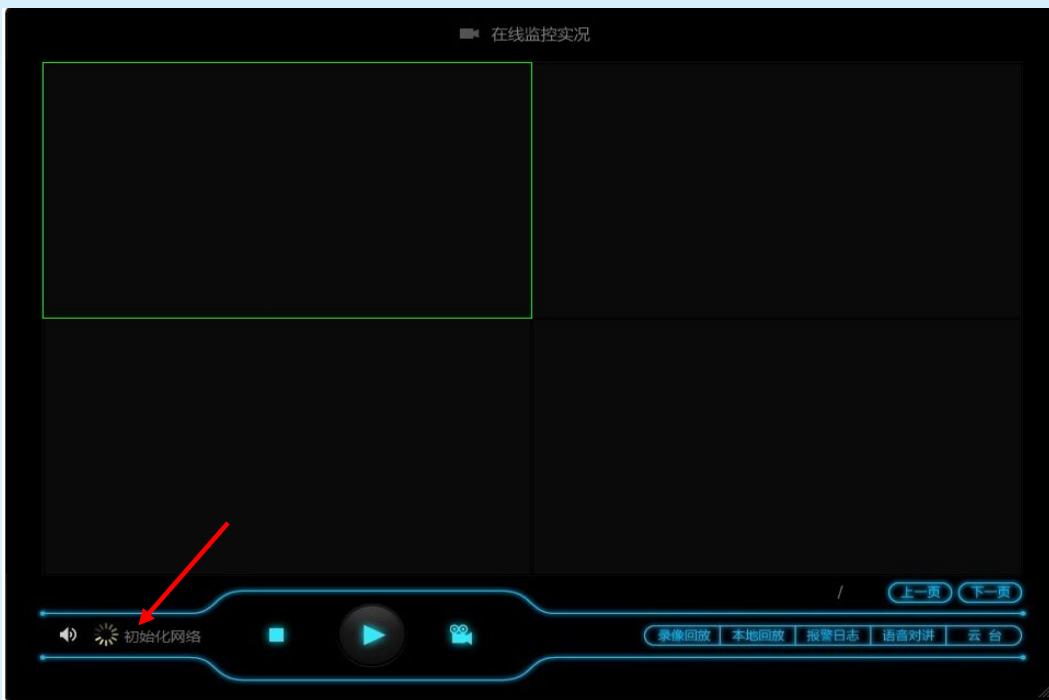 在线监控实况
/
上一页 下一页
初始化网络
录像回放 本地回放 报警日志 语音对讲 云 台